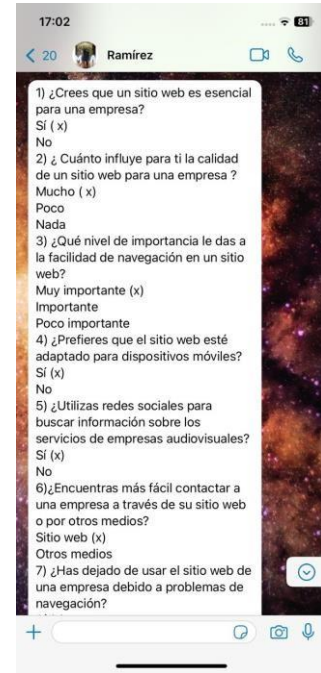 17:02
81
20
Ramírez
1) ¿Crees que un sitio web es esencial
para una empresa?
Sí ( x)
No
2) ¿ Cuánto influye para ti la calidad
de un sitio web para una empresa ?
Mucho ( x)
Poco
Nada
3) ¿Qué nivel de importancia le das a
la facilidad de navegación en un sitio
web?
Muy importante (x)
Importante
Poco importante
4) ¿Prefieres que el sitio web esté
adaptado para dispositivos móviles?
Sí (x)
No
5) ¿Utilizas redes sociales para
buscar información sobre los
servicios de empresas audiovisuales?
Sí (x)
No
6)¿Encuentras más fácil contactar a
una empresa a través de su sitio web
o por otros medios?
Sitio web (x)
Otros medios
7) ¿Has dejado de usar el sitio web de
una empresa debido a problemas de
navegación?